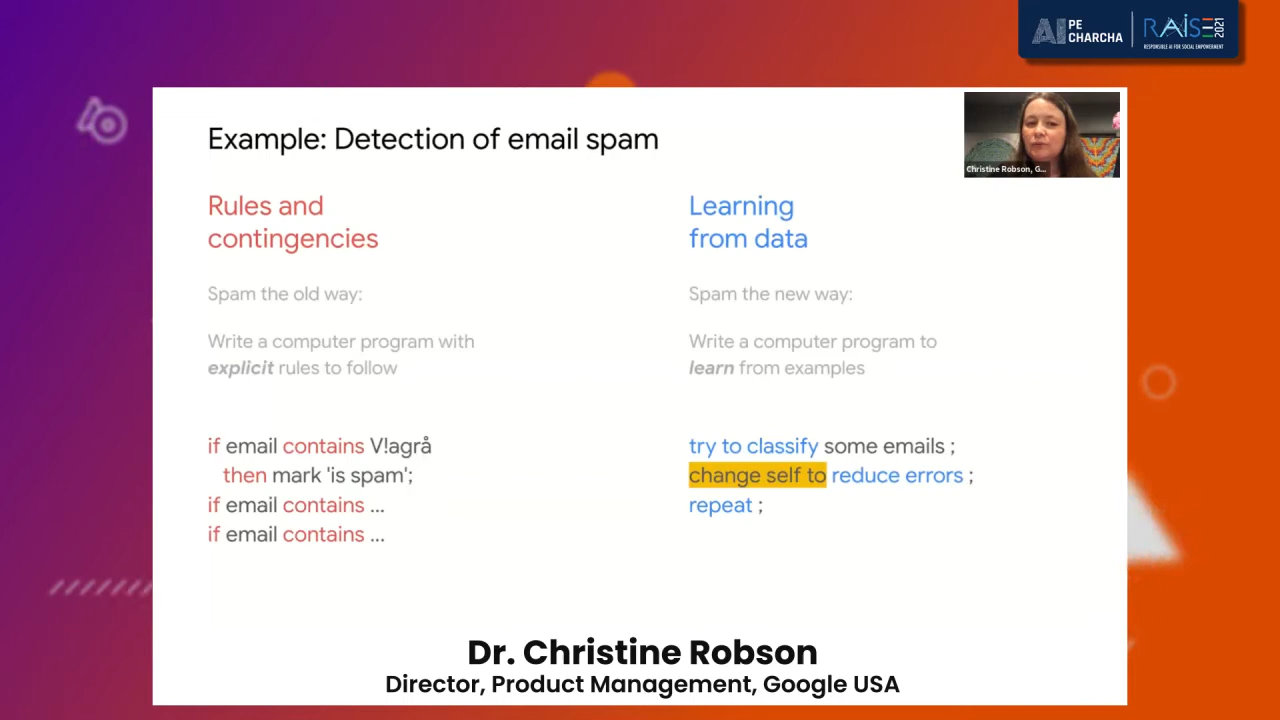 AI PE CHARCHA
RAISE 2021
RESPONSIBLE AI FOR SOCIAL EMPOWERMENT
Example: Detection of email spam
Christine Robson, G...
Rules and
contingencies
Spam the old way:
Write a computer program with
explicit rules to follow
if email contains V!agrå
then mark 'is spam';
if email contains ...
if email contains ...
Learning
from data
Spam the new way:
Write a computer program to
learn from examples
try to classify some emails ;
change self to reduce errors ;
repeat ;
Dr. Christine Robson
Director, Product Management, Google USA